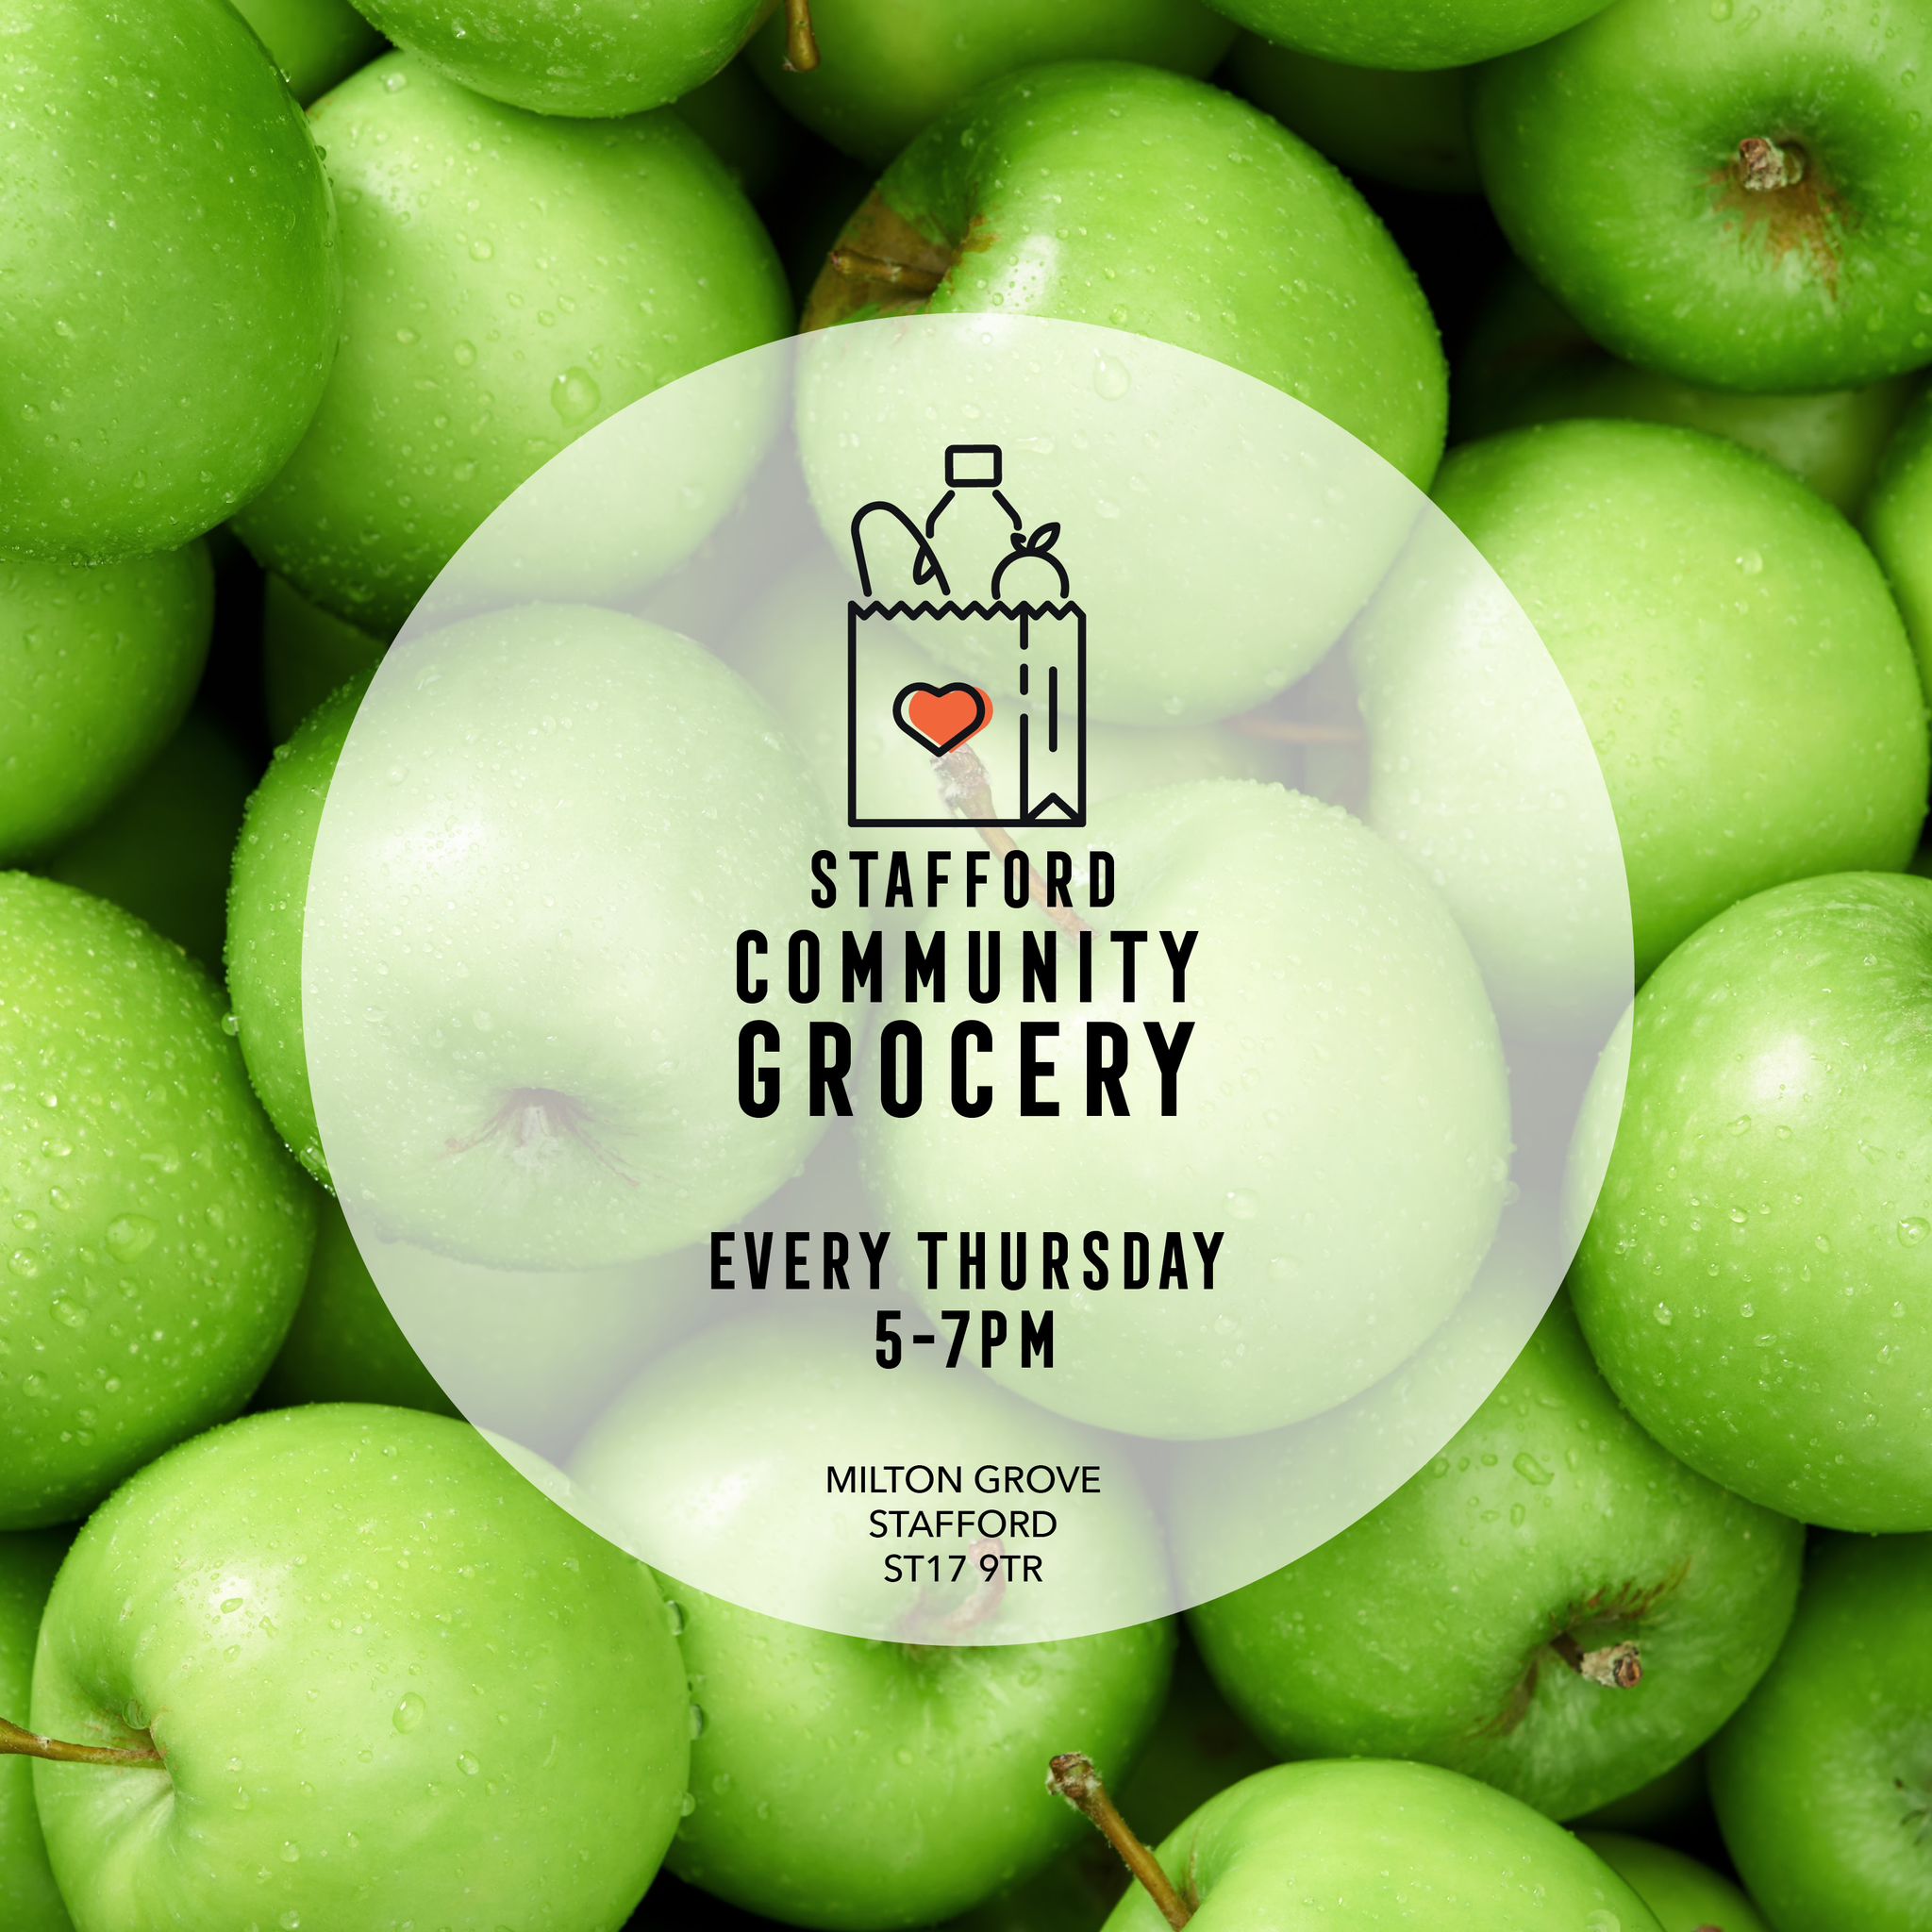 STAFFORD
COMMUNITY
GROCERY
EVERY THURSDAY
5-7PM
MILTON GROVE
STAFFORD
ST17 9TR